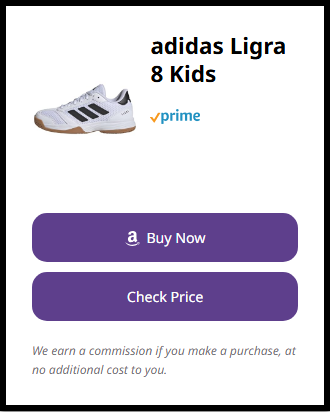 adidas Ligra
8 Kids
prime
Buy Now
Check Price
We earn a commission if you make a purchase, at
no additional cost to you.